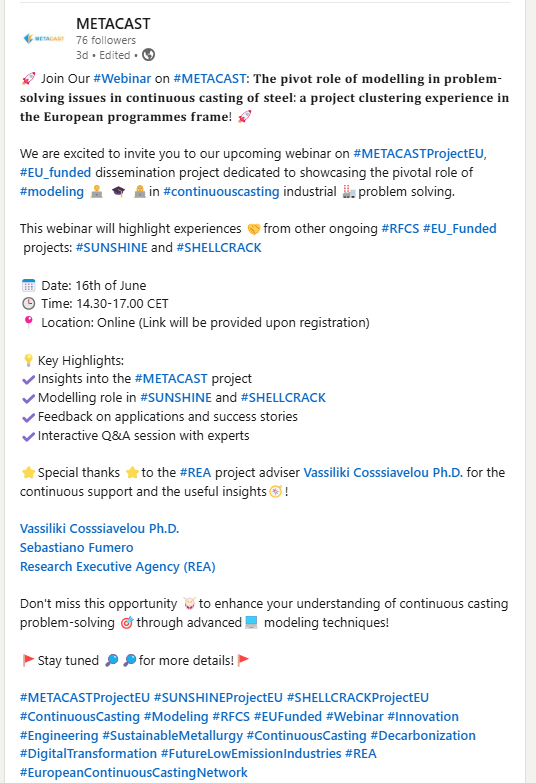 METACAST
METACAST
76 followers
3d • Edited •
🚀 Join Our #Webinar on #METACAST: The pivot role of modelling in problem-
solving issues in continuous casting of steel: a project clustering experience in
the European programmes frame! 🚀
We are excited to invite you to our upcoming webinar on #METACASTProjectEU,
#EU_funded dissemination project dedicated to showcasing the pivotal role of
#modeling 👨‍💻 🎓 👩‍💻 in #continuouscasting industrial 🏭 problem solving.
This webinar will highlight experiences 🤝 from other ongoing #RFCS #EU_Funded
projects: #SUNSHINE and #SHELLCRACK
📅 Date: 16th of June
🕒 Time: 14.30-17.00 CET
📍 Location: Online (Link will be provided upon registration)
💡 Key Highlights:
✔ Insights into the #METACAST project
✔ Modelling role in #SUNSHINE and #SHELLCRACK
✔ Feedback on applications and success stories
✔ Interactive Q&A session with experts
⭐ Special thanks ⭐ to the #REA project adviser Vassiliki Cosssiavelou Ph.D. for the
continuous support and the useful insights🧭!
Vassiliki Cosssiavelou Ph.D.
Sebastiano Fumero
Research Executive Agency (REA)
Don't miss this opportunity to enhance your understanding of continuous casting
problem-solving 🎯 through advanced 💻 modeling techniques!
🚩 Stay tuned 🔎 🔎 for more details! 🚩
#METACASTProjectEU #SUNSHINEProjectEU #SHELLCRACKProjectEU
#ContinuousCasting #Modeling #RFCS #EUFunded #Webinar #Innovation
#Engineering #SustainableMetallurgy #ContinuousCasting #Decarbonization
#DigitalTransformation #FutureLowEmissionIndustries #REA
#EuropeanContinuousCastingNetwork